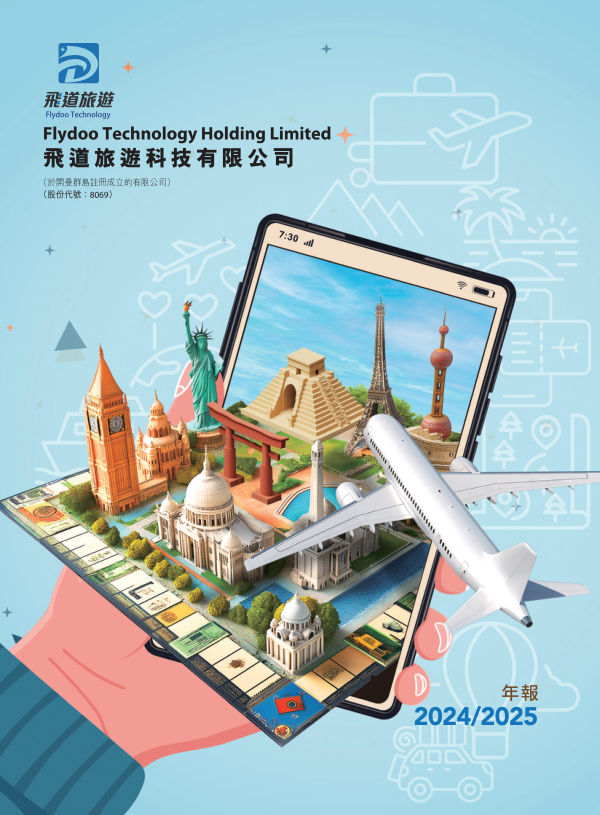 飛道旅遊
Flydoo Technology
Flydoo Technology Holding Limited
飛道旅遊科技有限公司
（於開曼群島註冊成立的有限公司）
（股份代號：8069）
7:30
年報
2024/2025